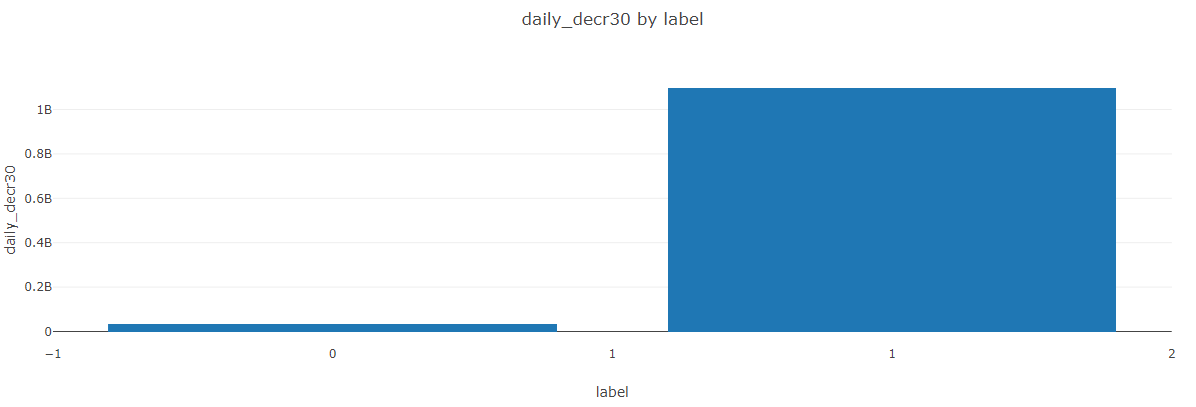 daily_decr30 by label
1B
0.8B
0.6B
0.4B
0.2B
0
daily_decr30
−1 0 1 1 2
label